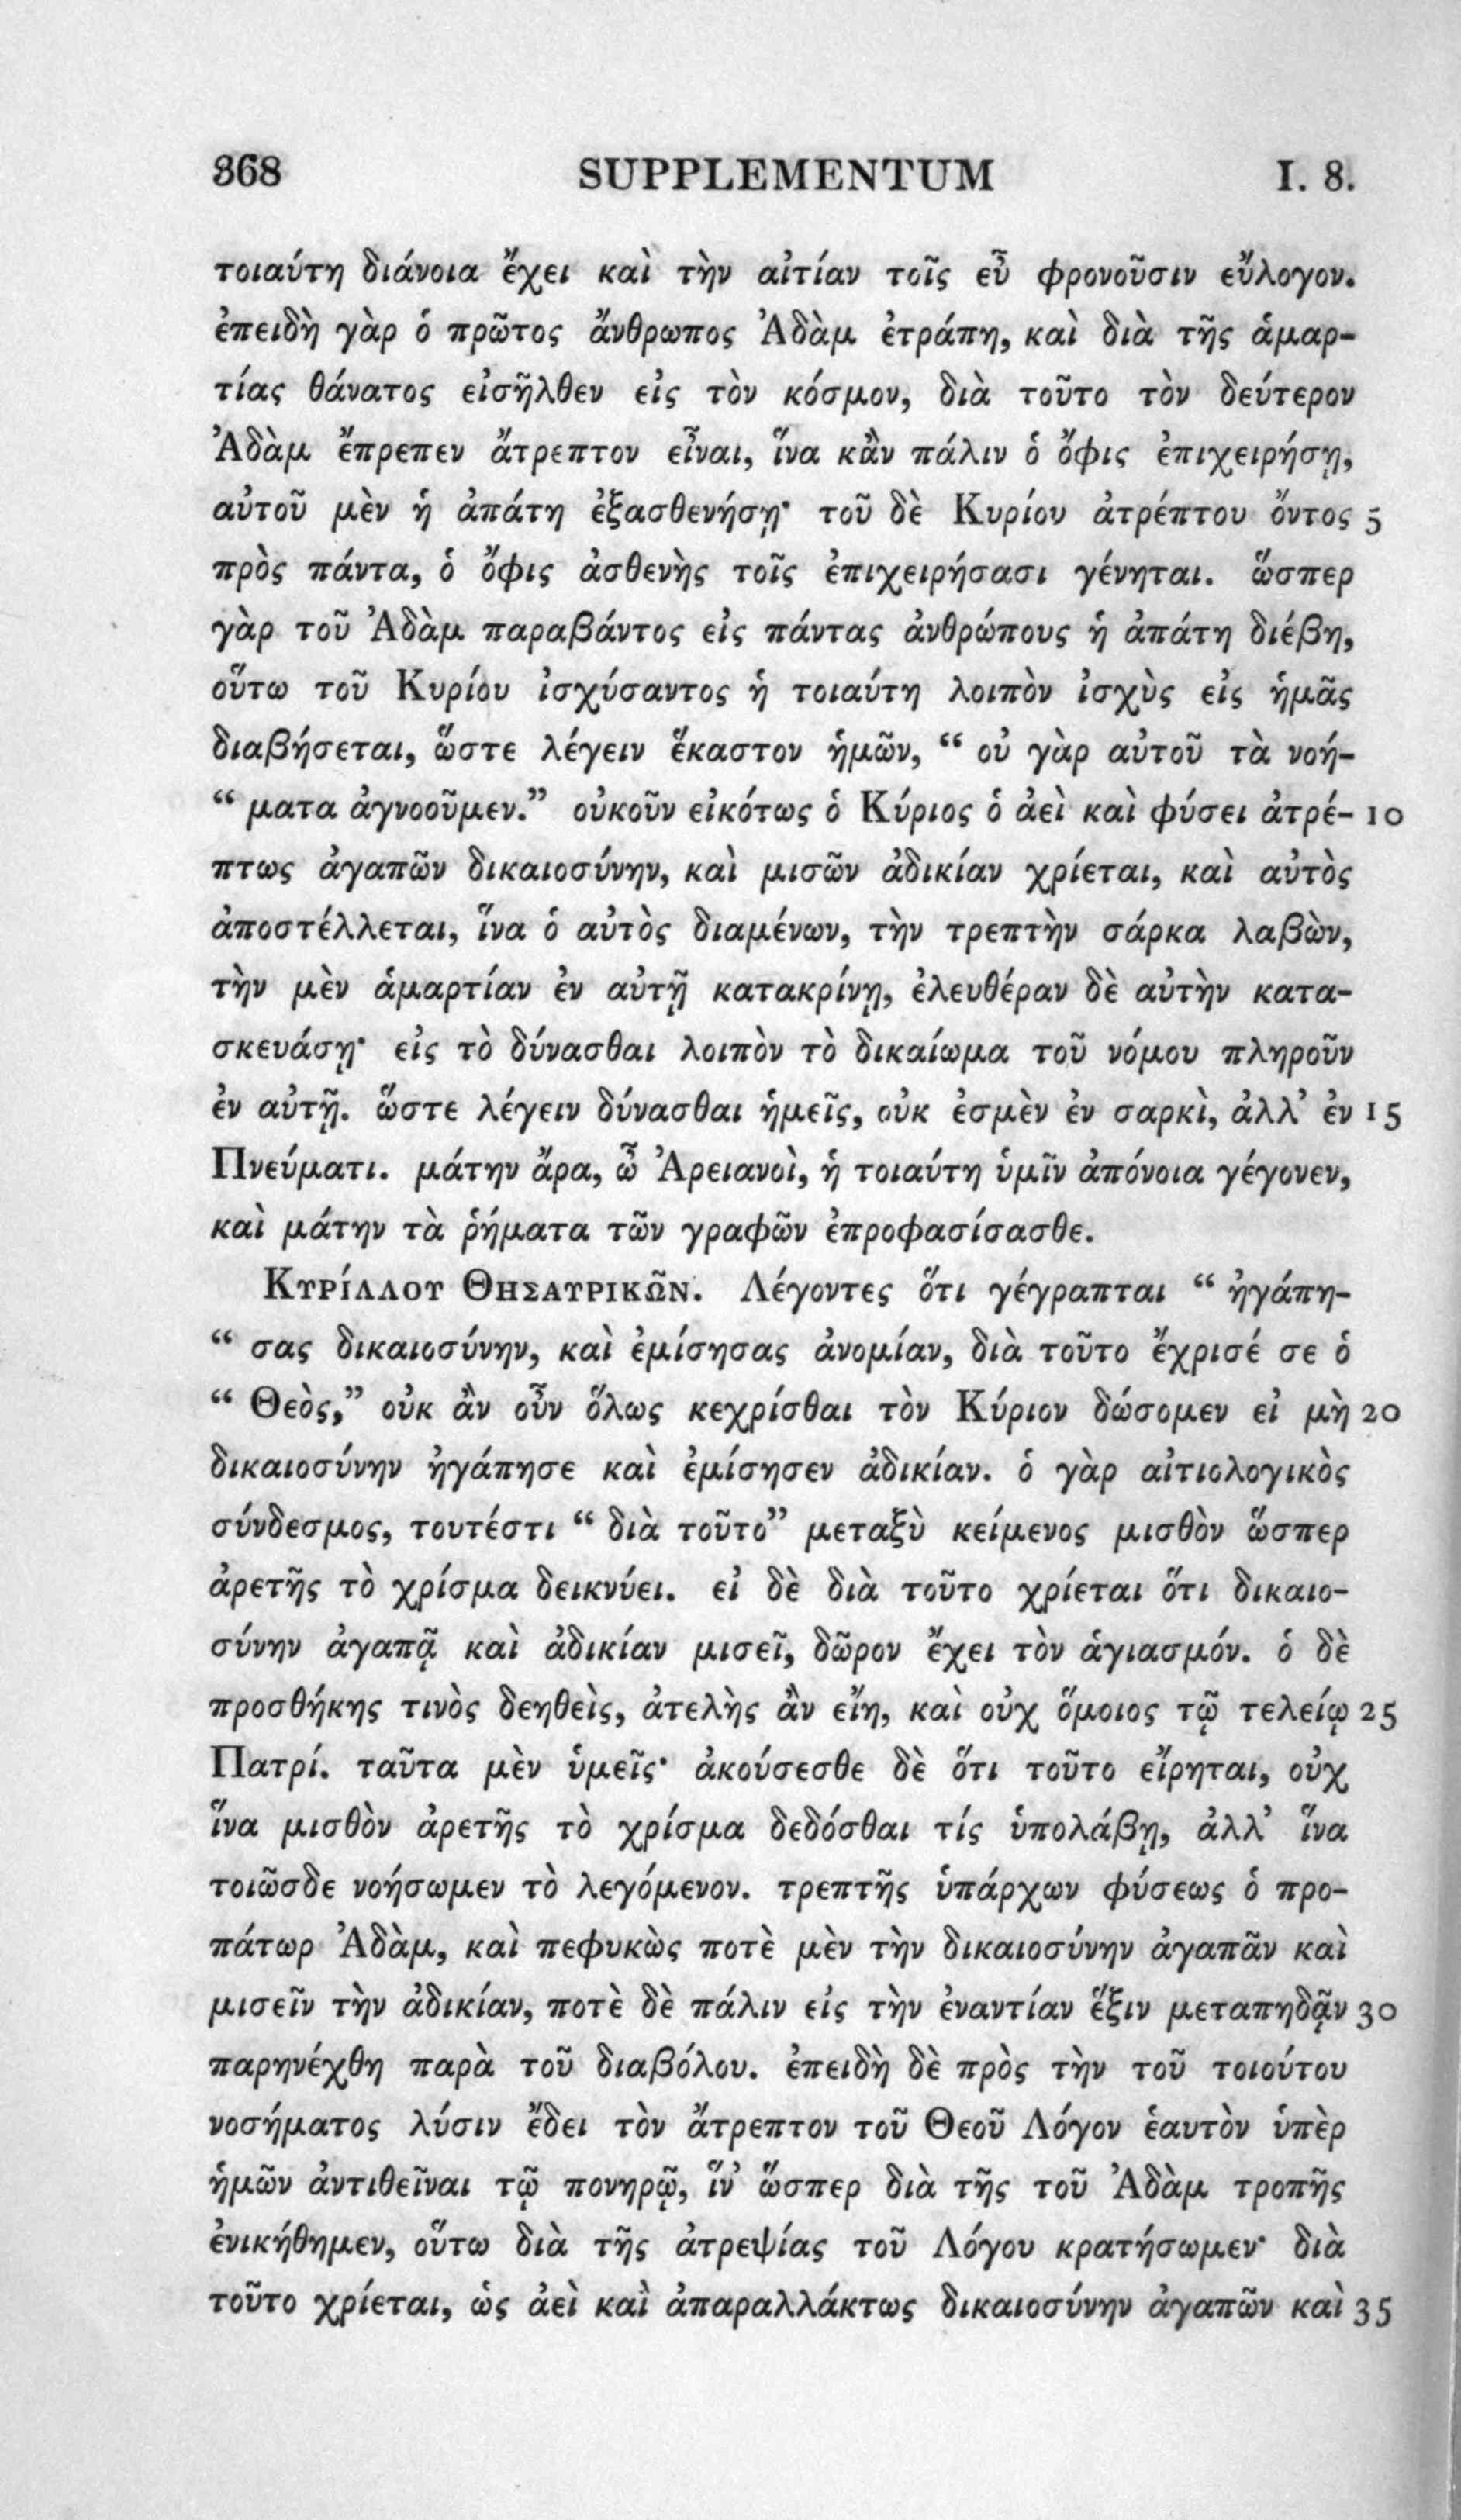 368 SUPPLEMENTUM I. 8.
τοιαύτη διάνοια ἔχει καὶ τὴν αἰτίαν τοῖς εὖ φρονοῦσιν εὔλογον.
ἐπειδὴ γὰρ ὁ πρῶτος ἄνθρωπος Ἀδὰμ ἐτράπη, καὶ διὰ τῆς ἁμαρ-
τίας θάνατος εἰσῆλθεν εἰς τὸν κόσμον, διὰ τοῦτο τὸν δεύτερον
Ἀδὰμ ἔπρεπεν ἄτρεπτον εἶναι, ἵνα κἂν πάλιν ὁ ὄφις ἐπιχειρήσῃ,
αὐτοῦ μὲν ἡ ἀπάτη ἐξασθενήσῃ· τοῦ δὲ Κυρίου ἀτρέπτου ὄντος 5
πρὸς πάντα, ὁ ὄφις ἀσθενὴς τοῖς ἐπιχειρήσασι γένηται. ὥσπερ
γὰρ τοῦ Ἀδὰμ παραβάντος εἰς πάντας ἀνθρώπους ἡ ἀπάτη διέβη,
οὕτω τοῦ Κυρίου ἰσχύσαντος ἡ τοιαύτη λοιπὸν ἰσχὺς εἰς ἡμᾶς
διαβήσεται, ὥστε λέγειν ἕκαστον ἡμῶν, “ οὐ γὰρ αὐτοῦ τὰ νοή-
“ ματα ἀγνοοῦμεν.” οὐκοῦν εἰκότως ὁ Κύριος ὁ ἀεὶ καὶ φύσει ἀτρέ- 10
πτως ἀγαπῶν δικαιοσύνην, καὶ μισῶν ἀδικίαν χρίεται, καὶ αὐτὸς
ἀποστέλλεται, ἵνα ὁ αὐτὸς διαμένων, τὴν τρεπτὴν σάρκα λαβὼν,
τὴν μὲν ἁμαρτίαν ἐν αὐτῇ κατακρίνῃ, ἐλευθέραν δὲ αὐτὴν κατα-
σκευάσῃ· εἰς τὸ δύνασθαι λοιπὸν τὸ δικαίωμα τοῦ νόμου πληροῦν
ἐν αὐτῇ. ὥστε λέγειν δύνασθαι ἡμεῖς, οὐκ ἐσμὲν ἐν σαρκὶ, ἀλλ’ ἐν 15
Πνεύματι. μάτην ἄρα, ὦ Ἀρειανοὶ, ἡ τοιαύτη ὑμῖν ἀπόνοια γέγονεν,
καὶ μάτην τὰ ῥήματα τῶν γραφῶν ἐπροφασίσασθε.
ΚΥΡΊΛΛΟΥ ΘΗΣΑΥΡΙΚΩ͂Ν. Λέγοντες ὅτι γέγραπται “ ἠγάπη-
“ σας δικαιοσύνην, καὶ ἐμίσησας ἀνομίαν, διὰ τοῦτο ἔχρισέ σε ὁ
“ Θεὸς,” οὐκ ἂν οὖν ὅλως κεχρίσθαι τὸν Κύριον δώσομεν εἰ μὴ 20
δικαιοσύνην ἠγάπησε καὶ ἐμίσησεν ἀδικίαν. ὁ γὰρ αἰτιολογικὸς
σύνδεσμος, τουτέστι “ διὰ τοῦτο” μεταξὺ κείμενος μισθὸν ὥσπερ
ἀρετῆς τὸ χρίσμα δεικνύει. εἰ δὲ διὰ τοῦτο χρίεται ὅτι δικαιο-
σύνην ἀγαπᾷ καὶ ἀδικίαν μισεῖ, δῶρον ἔχει τὸν ἁγιασμόν. ὁ δὲ
προσθήκης τινὸς δεηθεὶς, ἀτελὴς ἂν εἴη, καὶ οὐχ ὅμοιος τῷ τελείῳ 25
Πατρί. ταῦτα μὲν ὑμεῖς· ἀκούσεσθε δὲ ὅτι τοῦτο εἴρηται, οὐχ
ἵνα μισθὸν ἀρετῆς τὸ χρίσμα δεδόσθαι τίς ὑπολάβῃ, ἀλλ’ ἵνα
τοιῶσδε νοήσωμεν τὸ λεγόμενον. τρεπτῆς ὑπάρχων φύσεως ὁ προ-
πάτωρ Ἀδὰμ, καὶ πεφυκὼς ποτὲ μὲν τὴν δικαιοσύνην ἀγαπᾶν καὶ
μισεῖν τὴν ἀδικίαν, ποτὲ δὲ πάλιν εἰς τὴν ἐναντίαν ἕξιν μεταπηδᾷν 30
παρηνέχθη παρὰ τοῦ διαβόλου. ἐπειδὴ δὲ πρὸς τὴν τοῦ τοιούτου
νοσήματος λύσιν ἔδει τὸν ἄτρεπτον τοῦ Θεοῦ Λόγον ἑαυτὸν ὑπὲρ
ἡμῶν ἀντιθεῖναι τῷ πονηρῷ, ἵν’ ὥσπερ διὰ τῆς τοῦ Ἀδὰμ τροπῆς
ἐνικήθημεν, οὕτω διὰ τῆς ἀτρεψίας τοῦ Λόγου κρατήσωμεν· διὰ
τοῦτο χρίεται, ὡς ἀεὶ καὶ ἀπαραλλάκτως δικαιοσύνην ἀγαπῶν καὶ 35